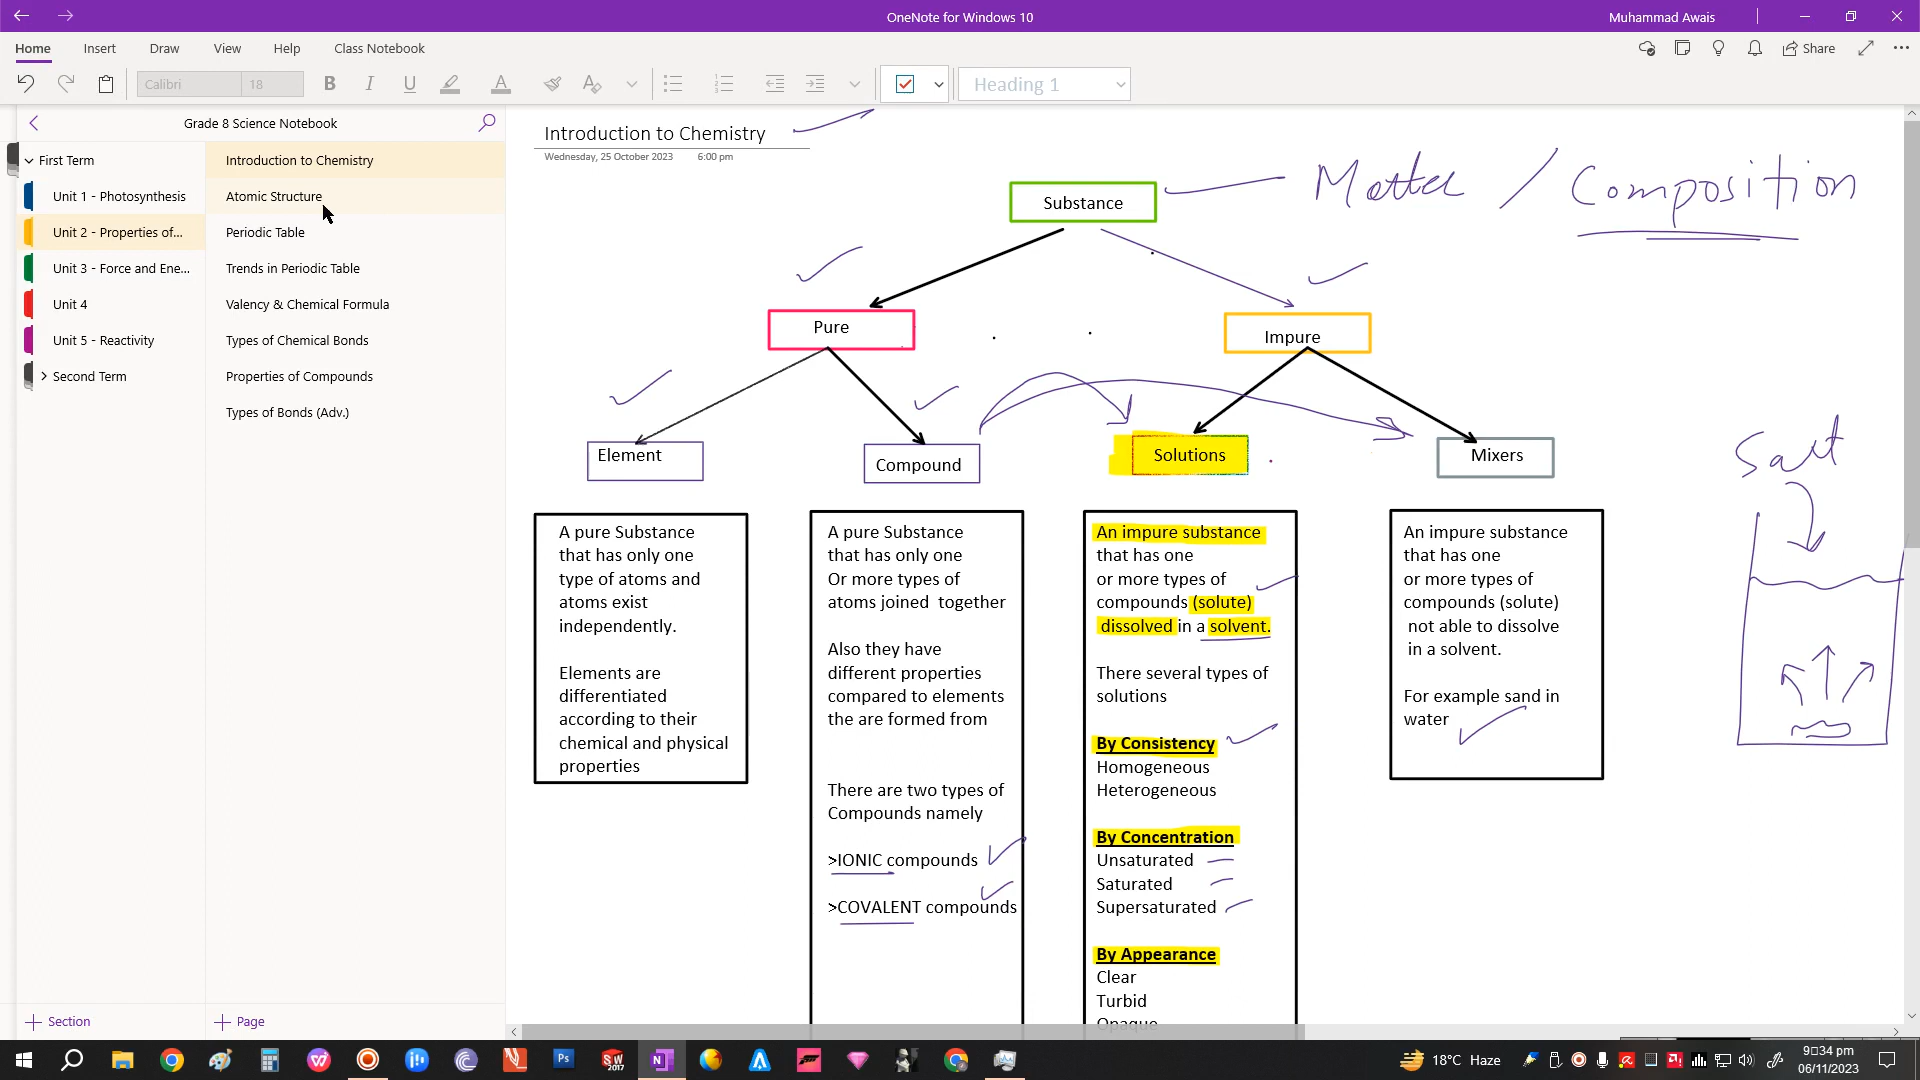 OneNote for Windows 10
Muhammad Awais
Home
Insert
Draw
View
Help
Class Notebook
Share
Calibri
18
B
I
U
A
Heading 1
Grade 8 Science Notebook
First Term
Unit 1 - Photosynthesis
Unit 2 - Properties of...
Unit 3 - Force and Ene...
Unit 4
Unit 5 - Reactivity
Second Term
Introduction to Chemistry
Atomic Structure
Periodic Table
Trends in Periodic Table
Valency & Chemical Formula
Types of Chemical Bonds
Properties of Compounds
Types of Bonds (Adv.)
Section
Page
Introduction to Chemistry
Wednesday, 25 October 2023 6:00 pm
Substance
Matter / Composition
Pure
Impure
Element
Compound
Solutions
Mixers
Salt
A pure Substance
that has only one
type of atoms and
atoms exist
independently.
Elements are
differentiated
according to their
chemical and physical
properties
A pure Substance
that has only one
Or more types of
atoms joined together
Also they have
different properties
compared to elements
the are formed from
There are two types of
Compounds namely
>IONIC compounds
>COVALENT compounds
An impure substance
that has one
or more types of
compounds (solute)
dissolved in a solvent.
There several types of
solutions
By Consistency
Homogeneous
Heterogeneous
By Concentration
Unsaturated
Saturated
Supersaturated
By Appearance
Clear
Turbid
Opaque
An impure substance
that has one
or more types of
compounds (solute)
not able to dissolve
in a solvent.
For example sand in
water
Ps
SW
2017
N
18°C Haze
9□34 pm
06/11/2023